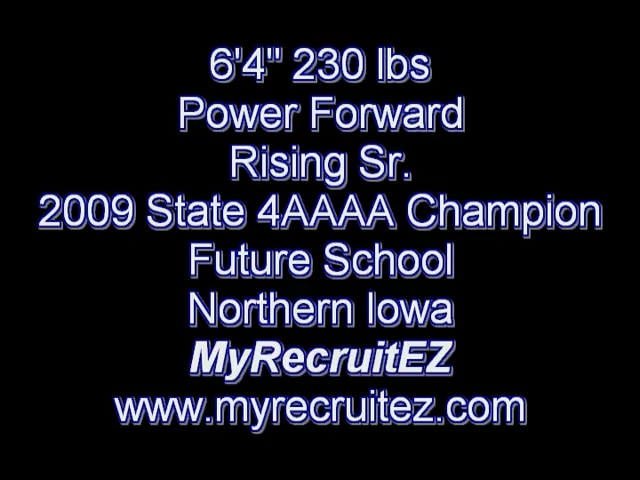 6'4" 230 lbs
Power Forward
Rising Sr.
2009 State 4AAAA Champion
Future School
Northern Iowa
MyRecruitEZ
www.myrecruitez.com